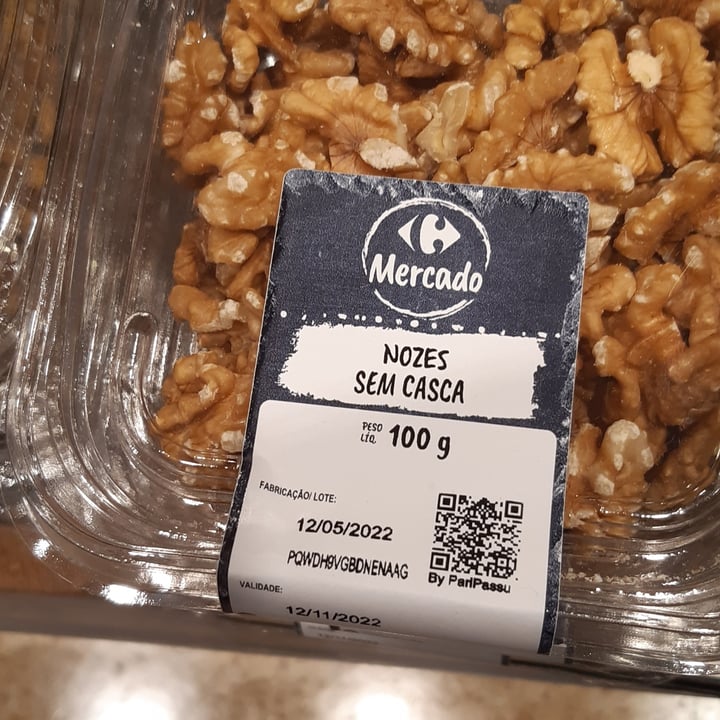 Mercado
NOZES
SEM CASCA
PESO
LÍQ. 100 g
FABRICAÇÃO/ LOTE:
12/05/2022
PQWDH9VGBDNENAAG
By PariPassu
VALIDADE:
12/11/2022